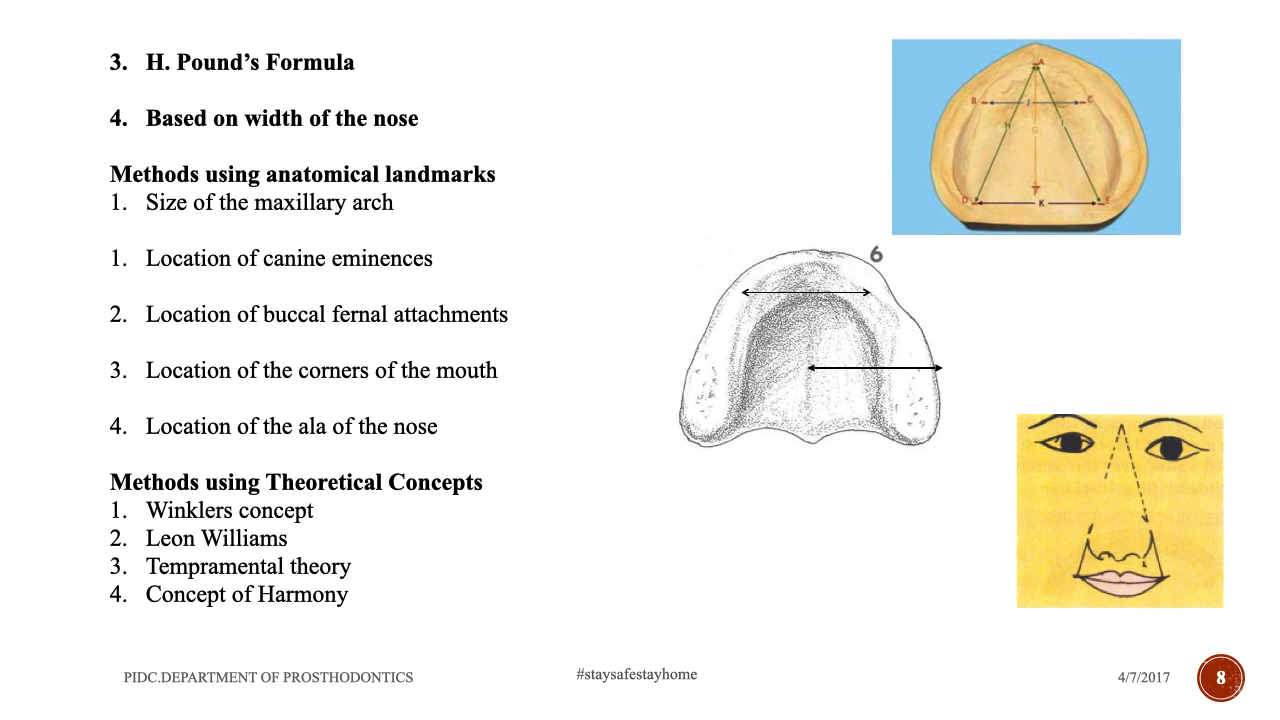 3. H. Pound’s Formula
4. Based on width of the nose
Methods using anatomical landmarks
1. Size of the maxillary arch
1. Location of canine eminences
2. Location of buccal fernal attachments
3. Location of the corners of the mouth
4. Location of the ala of the nose
Methods using Theoretical Concepts
1. Winklers concept
2. Leon Williams
3. Tempramental theory
4. Concept of Harmony
A
B J C
H I
G
F
D K E
6
PIDC.DEPARTMENT OF PROSTHODONTICS
#staysafestayhome
4/7/2017
8